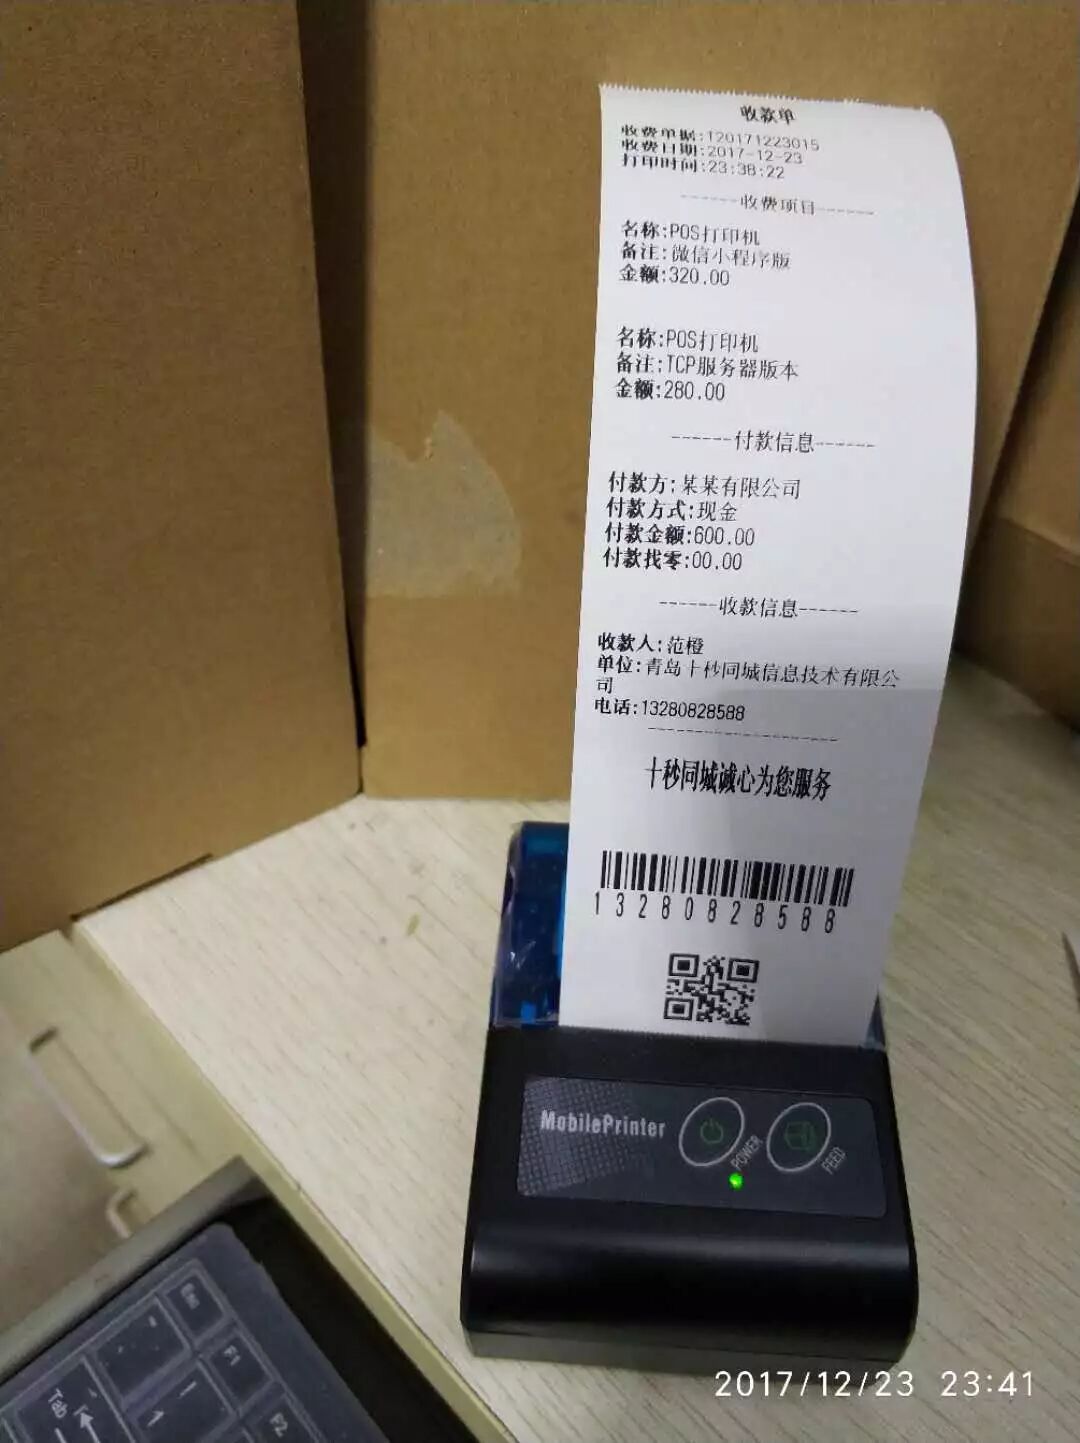 收款单
收费单据:120171223015
收费日期:2017-12-23
打印时间:23:38:22
------收费项目------
名称:POS打印机
备注:微信小程序版
金额:320.00
名称:POS打印机
备注:TCP服务器版本
金额:280.00
------付款信息------
付款方:某某有限公司
付款方式:现金
付款金额:600.00
付款找零:00.00
------收款信息------
收款人:范橙
单位:青岛十秒同城信息技术有限公
司
电话:13280828588
--------------------
十秒同城诚心为您服务
13280828588
MobilePrinter
POWER
FEED
Esc
F1
F2
Tab
1
2017/12/23 23:41